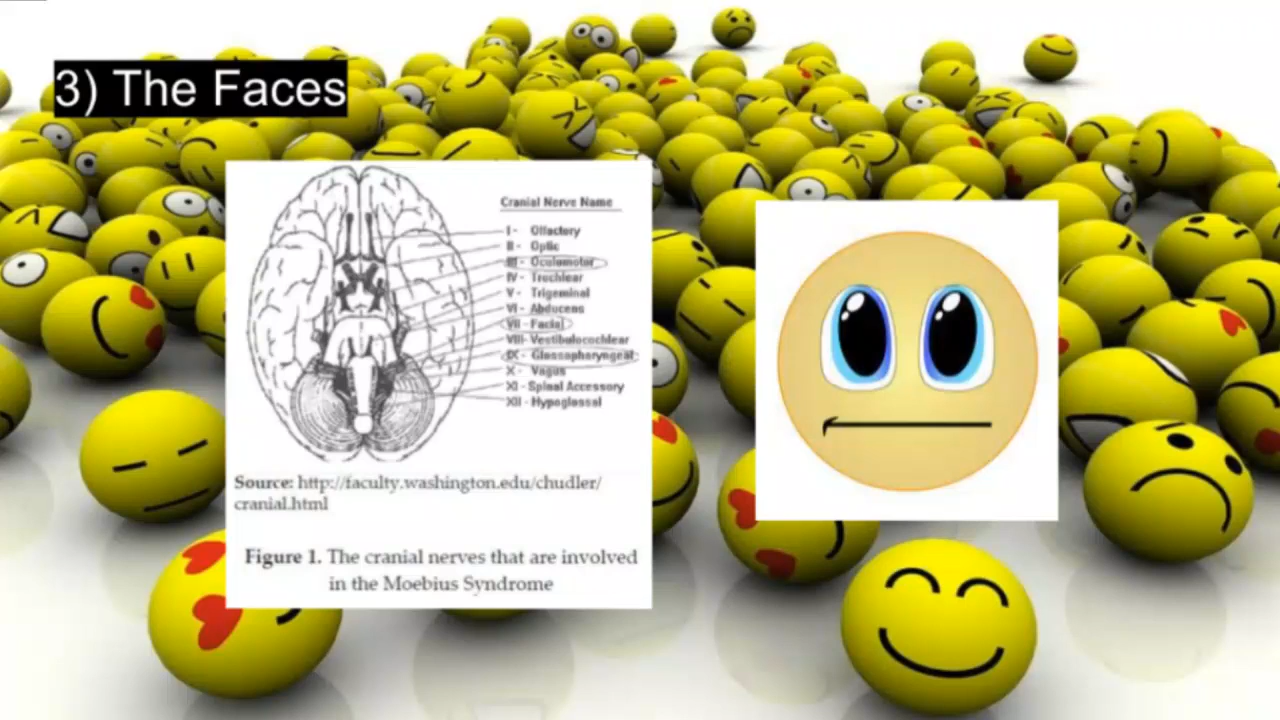 3) The Faces
Cranial Nerve Name
I - Olfactory
II - Optic
III - Oculomotor
IV - Trochlear
V - Trigeminal
VI - Abducens
VII - Facial
VIII- Vestibulocochlear
IX - Glossopharyngeal
X - Vagus
XI - Spinal Accessory
XII - Hypoglossal
Source: http://faculty.washington.edu/chudler/
cranial.html
Figure 1. The cranial nerves that are involved
in the Moebius Syndrome